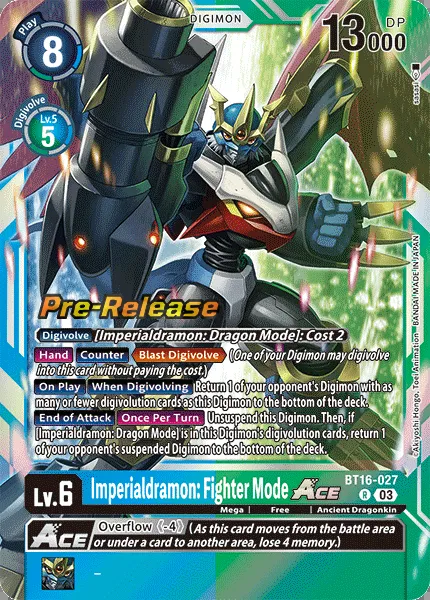 Play
8
DIGIMON
DP
13000
Digivolve
Lv.5
5
sasasi
©Akiyoshi Hongo, Toei Animation BANDAI MADE IN JAPAN
Pre-Release
Digivolve [Imperialdramon: Dragon Mode]: Cost 2
Hand Counter Blast Digivolve (One of your Digimon may digivolve
into this card without paying the cost.)
On Play When Digivolving Return 1 of your opponent's Digimon with as
many or fewer digivolution cards as this Digimon to the bottom of the deck.
End of Attack Once Per Turn Unsuspend this Digimon. Then, if
[Imperialdramon: Dragon Mode] is in this Digimon's digivolution cards, return 1
of your opponent's suspended Digimon to the bottom of the deck.
BT16-027
Lv.6 Imperialdramon: Fighter Mode ACE R 03
Mega | Free | Ancient Dragonkin
ACE Overflow 《-4》 (As this card moves from the battle area
or under a card to another area, lose 4 memory.)
-